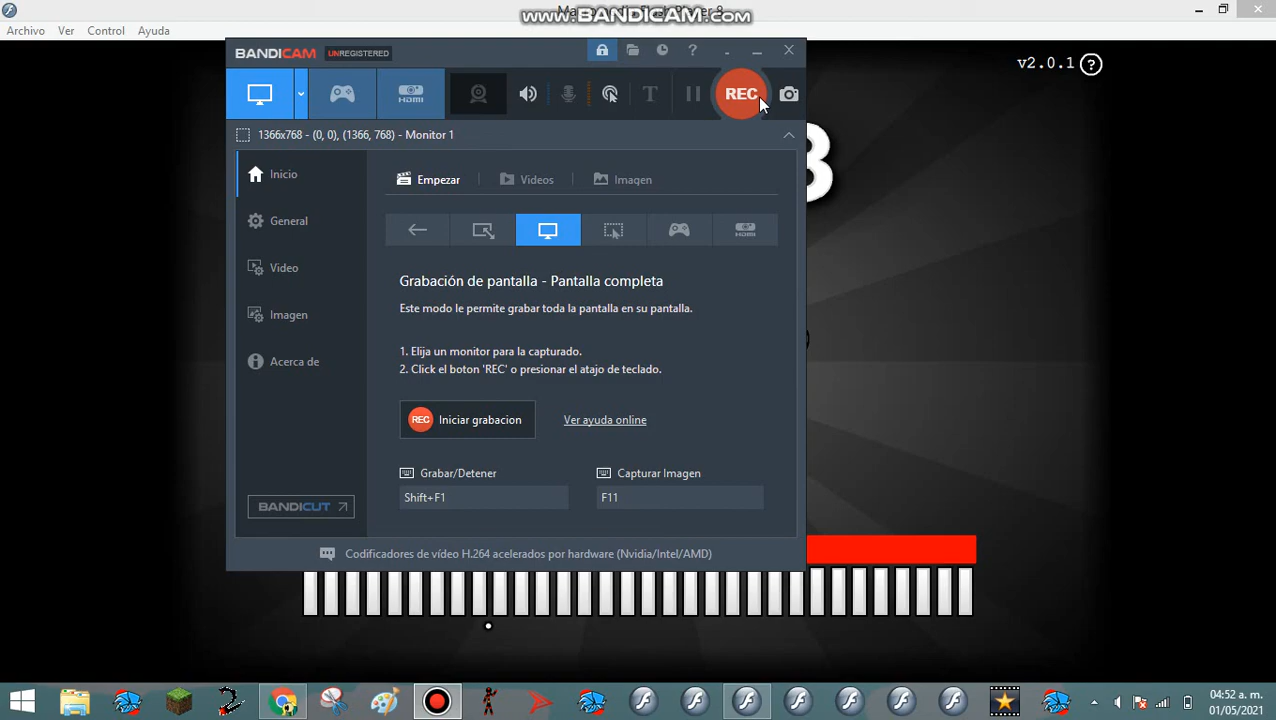 www.BANDICAM.com
Archivo Ver Control Ayuda
v2.0.1 ?
BANDICAM UNREGISTERED
HDMI
T
REC
1366x768 - (0, 0), (1366, 768) - Monitor 1
Inicio
General
Video
Imagen
Acerca de
BANDICUT
Empezar
Videos
Imagen
HDMI
Grabación de pantalla - Pantalla completa
Este modo le permite grabar toda la pantalla en su pantalla.
1. Elija un monitor para la capturado.
2. Click el boton 'REC' o presionar el atajo de teclado.
REC Iniciar grabacion
Ver ayuda online
Grabar/Detener
Capturar Imagen
Shift+F1
F11
Codificadores de vídeo H.264 acelerados por hardware (Nvidia/Intel/AMD)
04:52 a. m.
01/05/2021